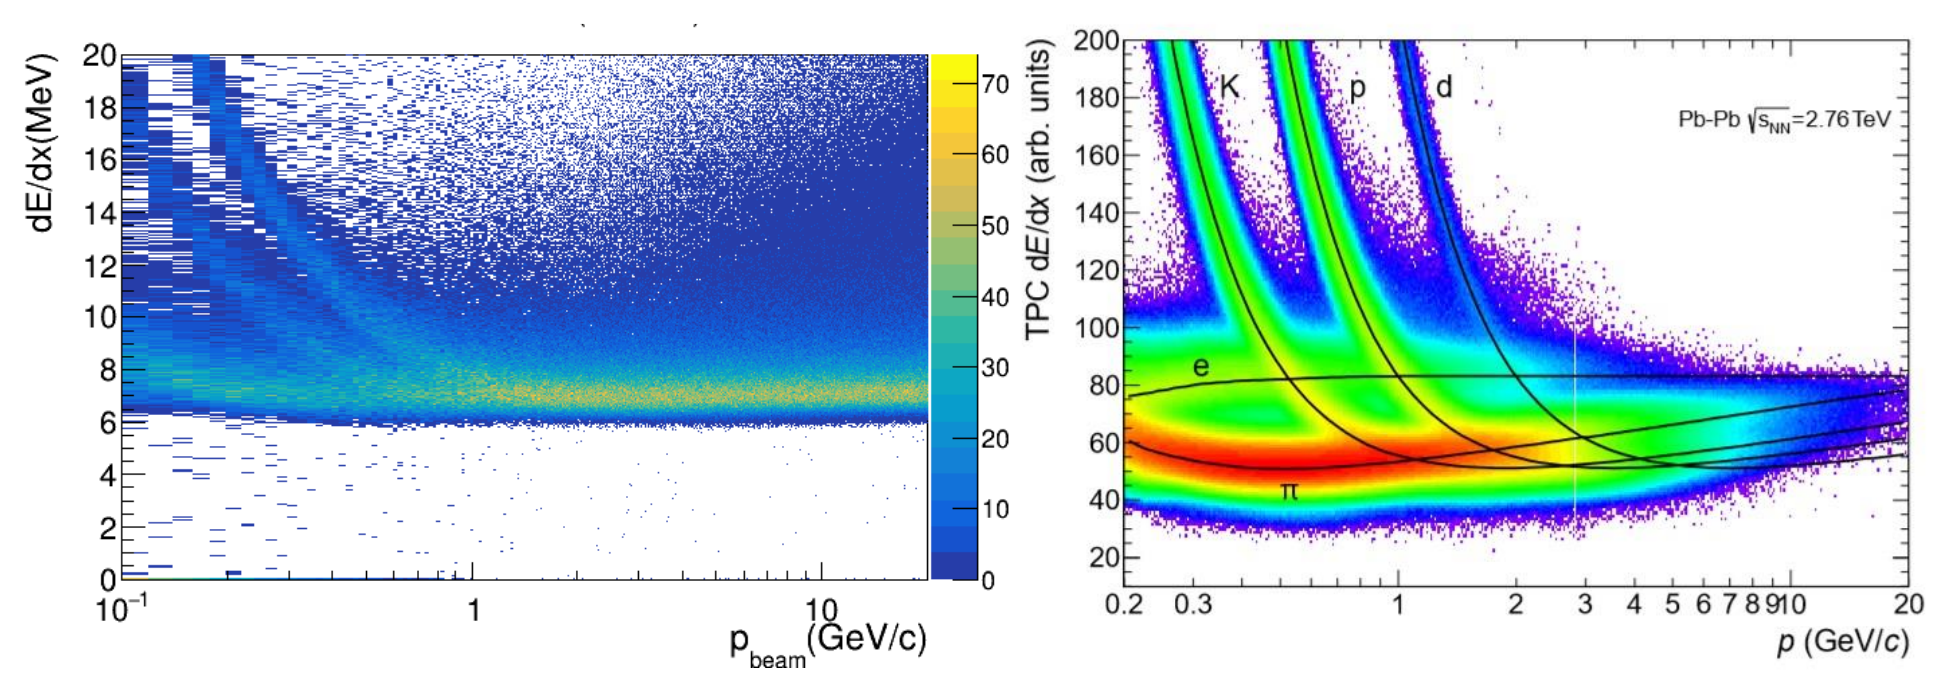 dE/dx(MeV)
20
18
16
14
12
10
8
6
4
2
0
10⁻¹
1
10
p_beam(GeV/c)
70
60
50
40
30
20
10
0
TPC dE/dx (arb. units)
200
180
160
140
120
100
80
60
40
20
K
p
d
Pb-Pb √s_NN=2.76 TeV
e
π
0.2 0.3 1 2 3 4 5 6 7 8 9 10 20
p (GeV/c)